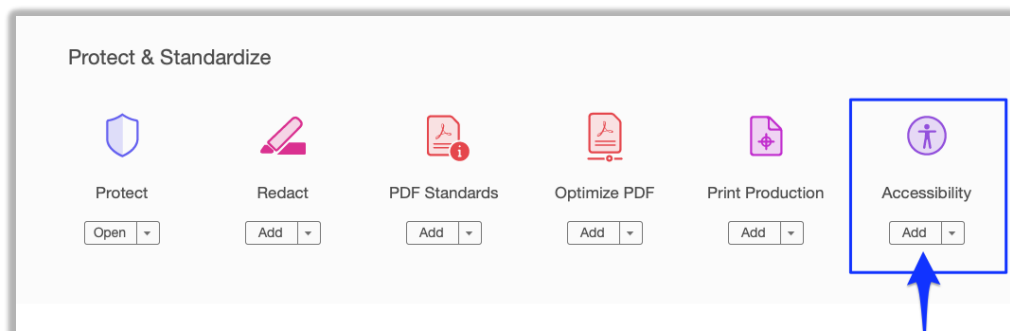 Protect & Standardize
Protect Redact PDF Standards Optimize PDF Print Production Accessibility
Open Add Add Add Add Add